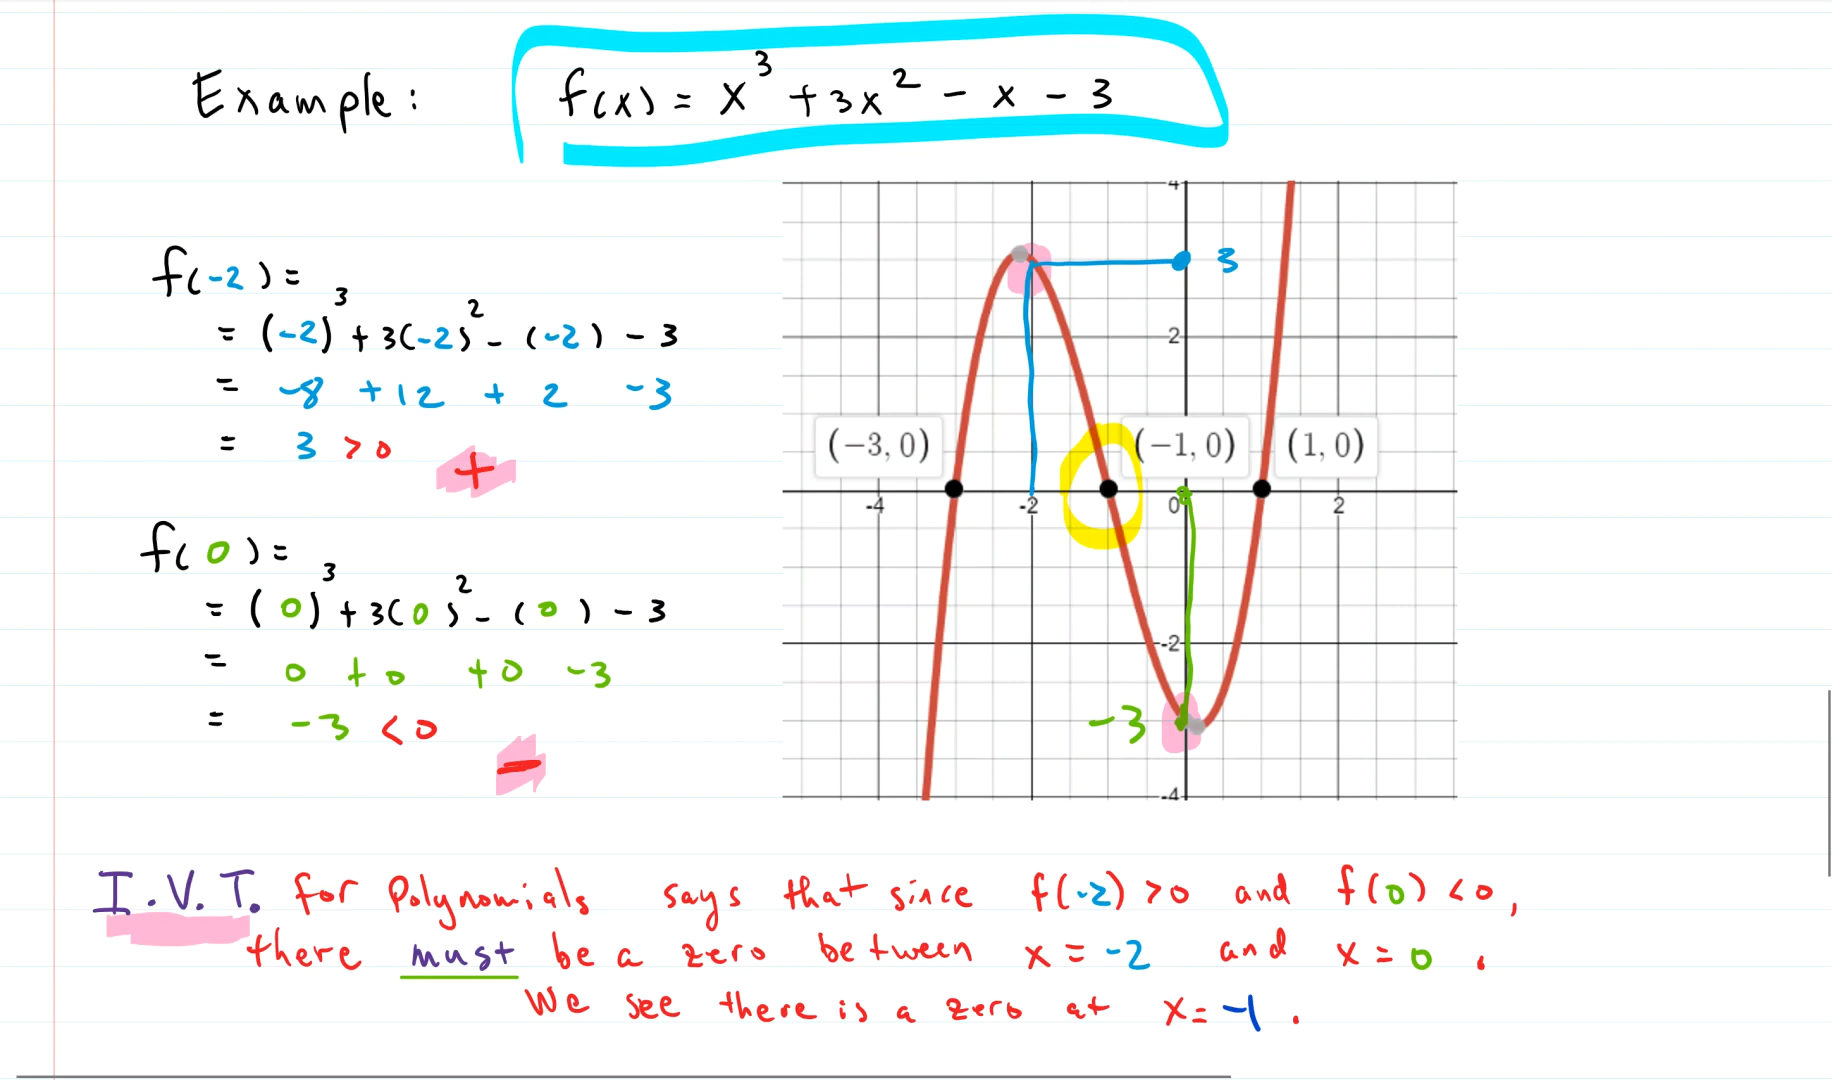 Example: f(x) = x³ + 3x² - x - 3
f(-2) =
= (-2)³ + 3(-2)² - (-2) - 3
= -8 + 12 + 2 - 3
= 3 > 0 +
f(0) =
= (0)³ + 3(0)² - (0) - 3
= 0 + 0 + 0 - 3
= -3 < 0 -
4
3
2
(−3, 0) (−1, 0) (1, 0)
-4 -2 0 2
-2
-3
-4
I.V.T. for Polynomials says that since f(-2) > 0 and f(0) < 0,
there must be a zero between x = -2 and x = 0.
We see there is a zero at x = -1.